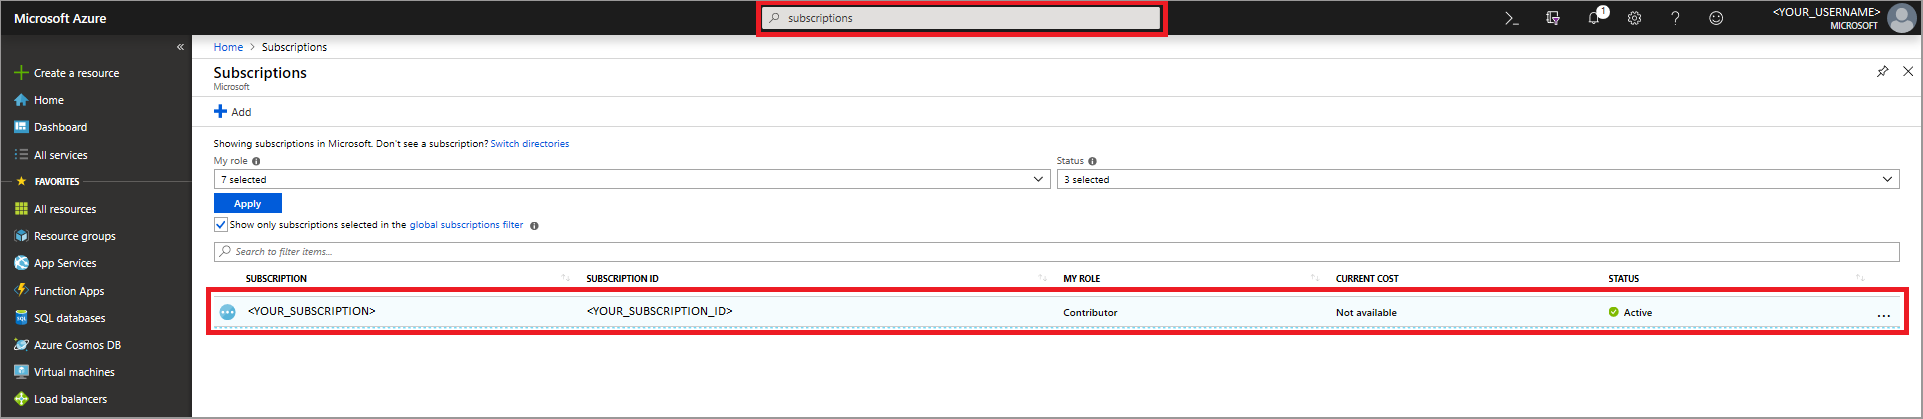 Microsoft Azure
subscriptions
1
<YOUR_USERNAME>
MICROSOFT
«
Home > Subscriptions
Create a resource
Home
Dashboard
All services
FAVORITES
All resources
Resource groups
App Services
Function Apps
SQL databases
Azure Cosmos DB
Virtual machines
Load balancers
Subscriptions
Microsoft
Add
Showing subscriptions in Microsoft. Don't see a subscription? Switch directories
My role
Status
7 selected
3 selected
Apply
Show only subscriptions selected in the global subscriptions filter
Search to filter items...
SUBSCRIPTION SUBSCRIPTION ID MY ROLE CURRENT COST STATUS
<YOUR_SUBSCRIPTION> <YOUR_SUBSCRIPTION_ID> Contributor Not available Active ...